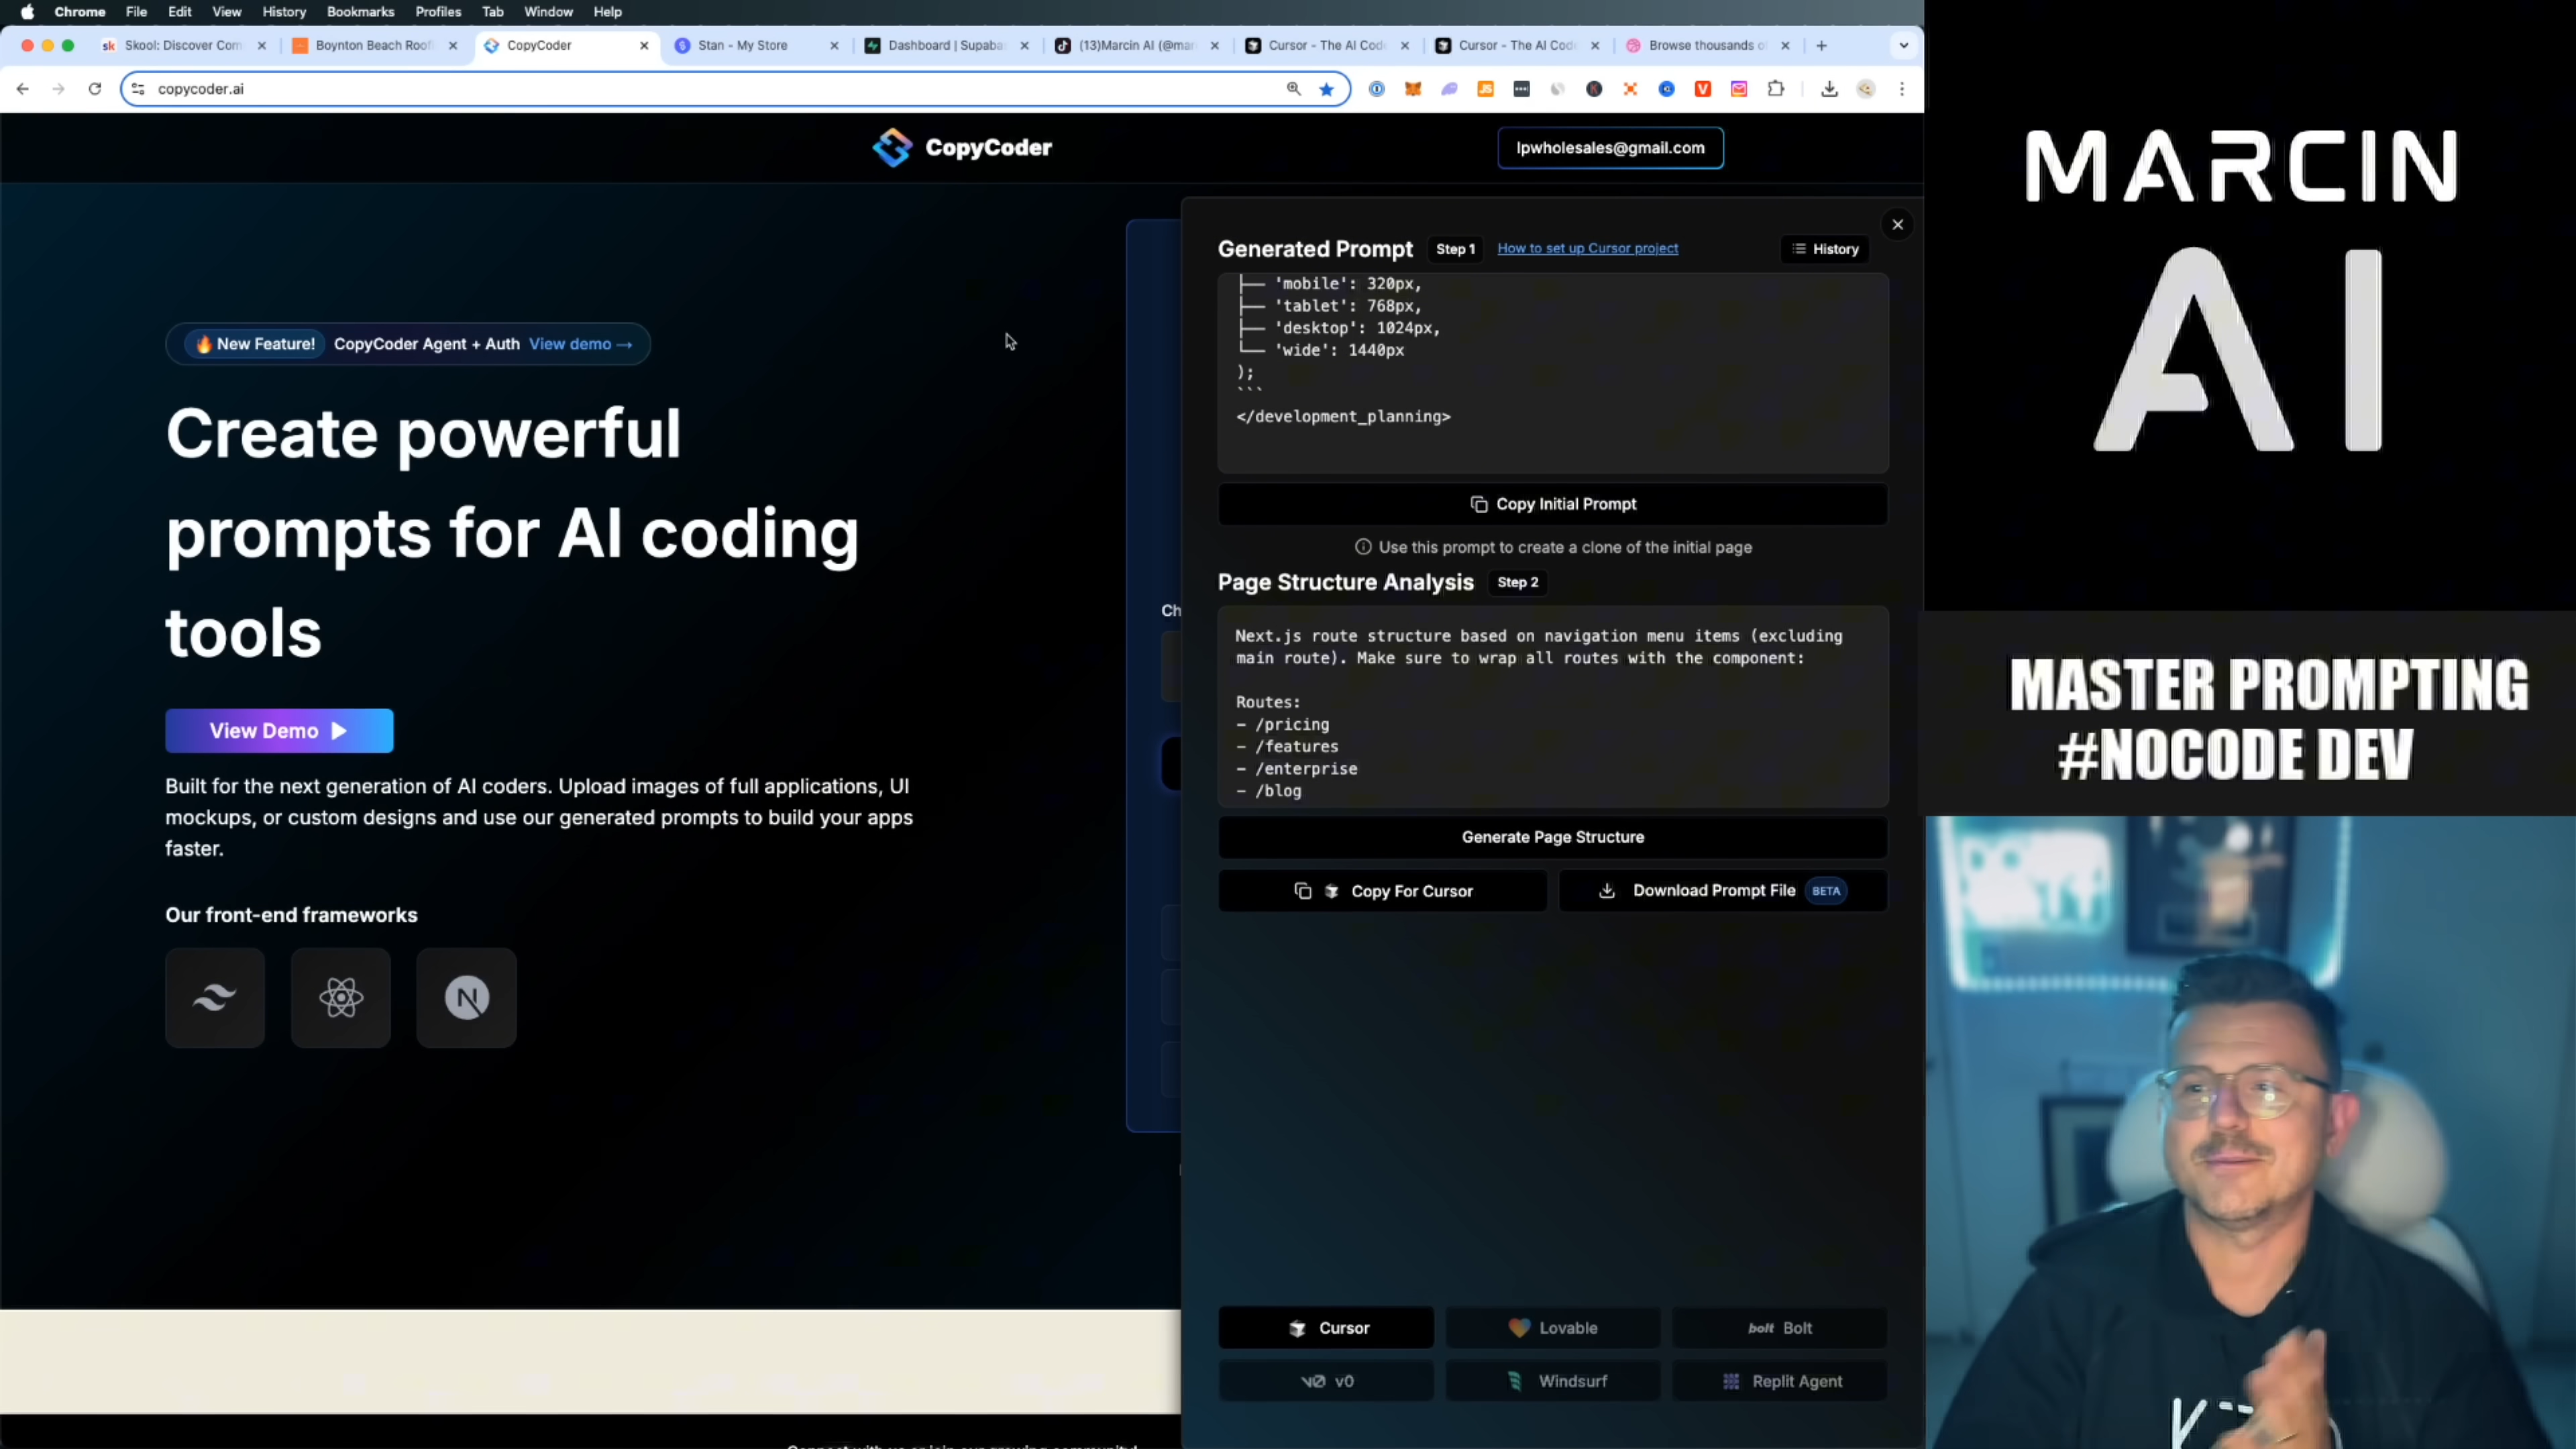 Chrome File Edit View History Bookmarks Profiles Tab Window Help
sk Skool: Discover Com
Boynton Beach Roof
CopyCoder
Stan - My Store
Dashboard | Supaba
(13)Marcin AI (@mar
Cursor - The AI Cod
Cursor - The AI Cod
Browse thousands o
copycoder.ai
JS
V
CopyCoder
lpwholesales@gmail.com
New Feature! CopyCoder Agent + Auth View demo →
Create powerful
prompts for AI coding
tools
View Demo
Built for the next generation of AI coders. Upload images of full applications, UI
mockups, or custom designs and use our generated prompts to build your apps
faster.
Our front-end frameworks
N
Ch
Generated Prompt Step 1 How to set up Cursor project History
├── 'mobile': 320px,
├── 'tablet': 768px,
├── 'desktop': 1024px,
└── 'wide': 1440px
);
```
</development_planning>
Copy Initial Prompt
Use this prompt to create a clone of the initial page
Page Structure Analysis Step 2
Next.js route structure based on navigation menu items (excluding
main route). Make sure to wrap all routes with the component:
Routes:
- /pricing
- /features
- /enterprise
- /blog
Generate Page Structure
Copy For Cursor
Download Prompt File BETA
Cursor
Lovable
bolt Bolt
v0 v0
Windsurf
Replit Agent
MARCIN
AI
MASTER PROMPTING
#NOCODE DEV